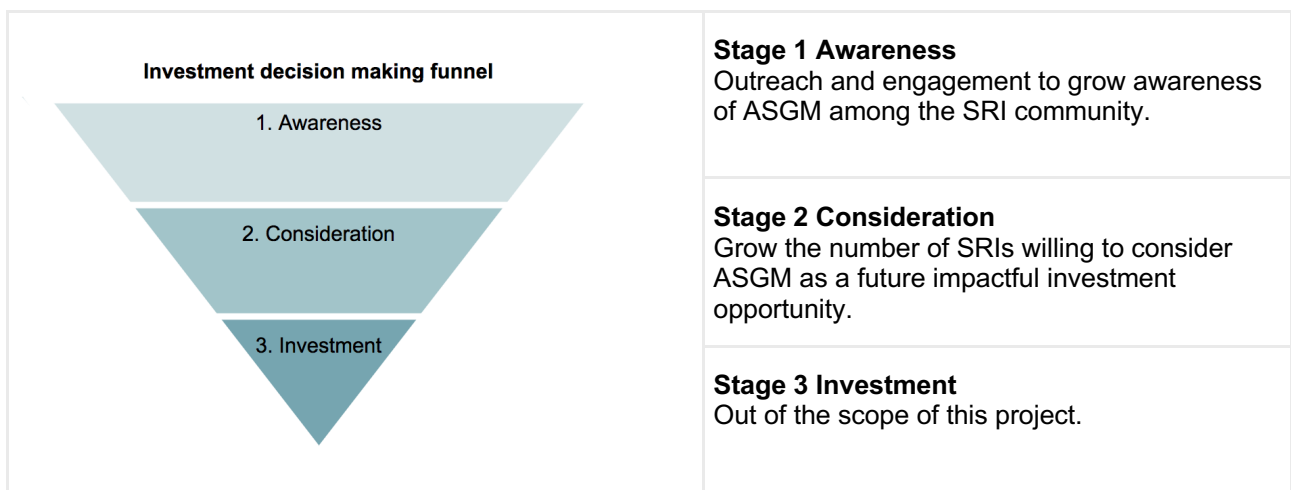 Investment decision making funnel
1. Awareness
2. Consideration
3. Investment
Stage 1 Awareness
Outreach and engagement to grow awareness
of ASGM among the SRI community.
Stage 2 Consideration
Grow the number of SRIs willing to consider
ASGM as a future impactful investment
opportunity.
Stage 3 Investment
Out of the scope of this project.